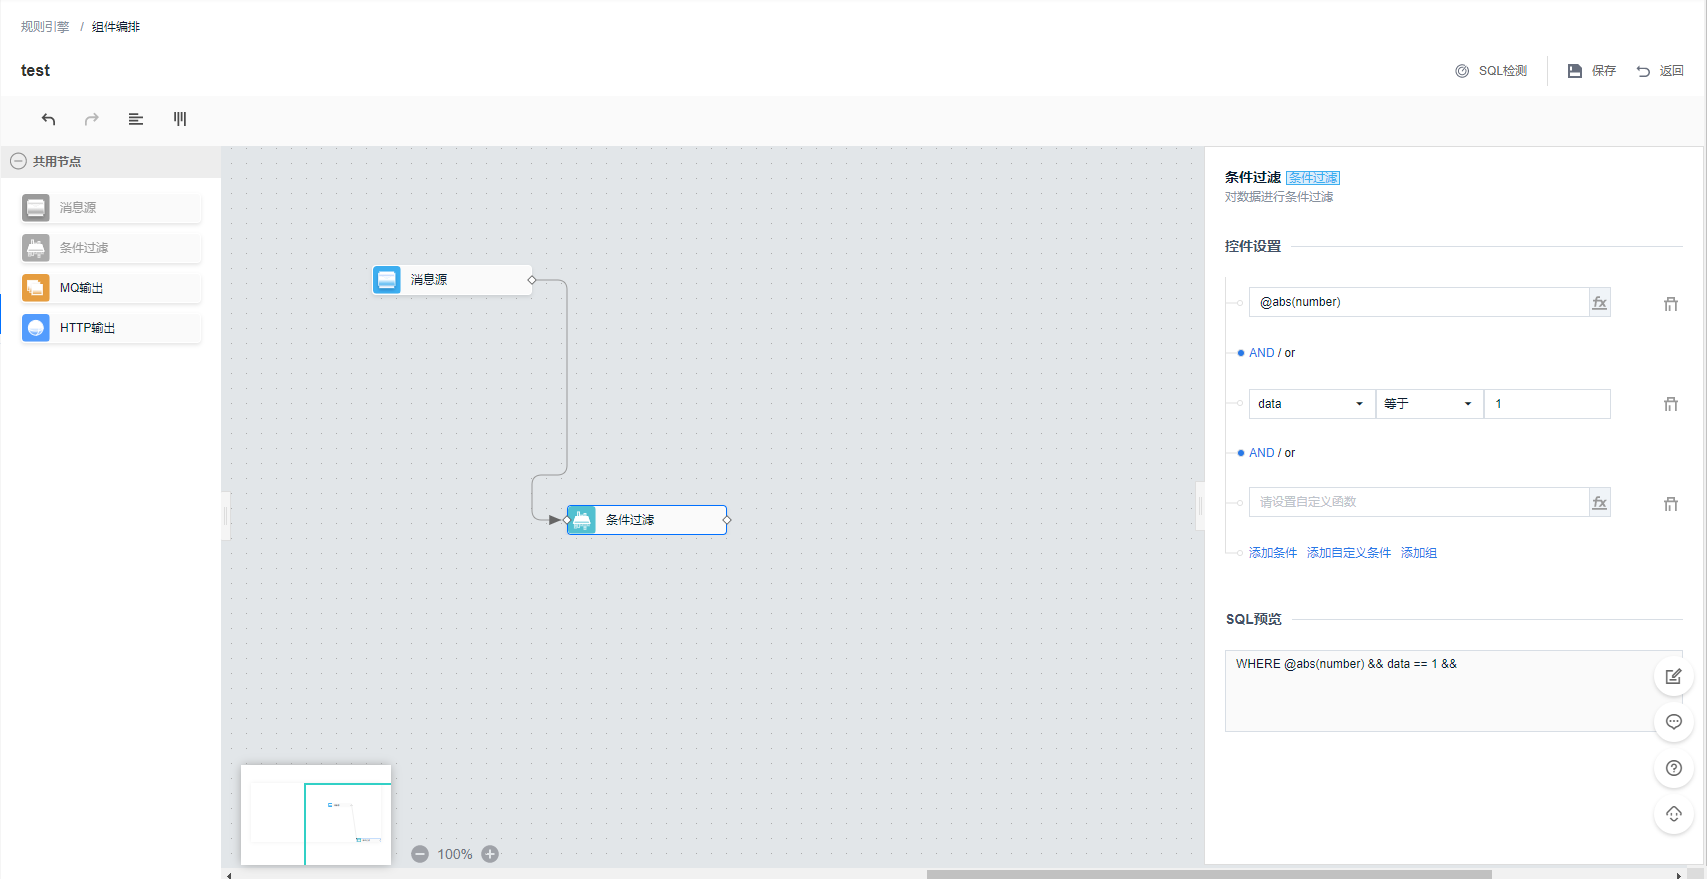 规则引擎 / 组件编排
test
SQL检测
保存
返回
共用节点
消息源
条件过滤
MQ输出
HTTP输出
消息源
条件过滤
100%
条件过滤 条件过滤
对数据进行条件过滤
控件设置
@abs(number) fx
AND / or
data 等于 1
AND / or
请设置自定义函数 fx
添加条件 添加自定义条件 添加组
SQL预览
WHERE @abs(number) && data == 1 &&